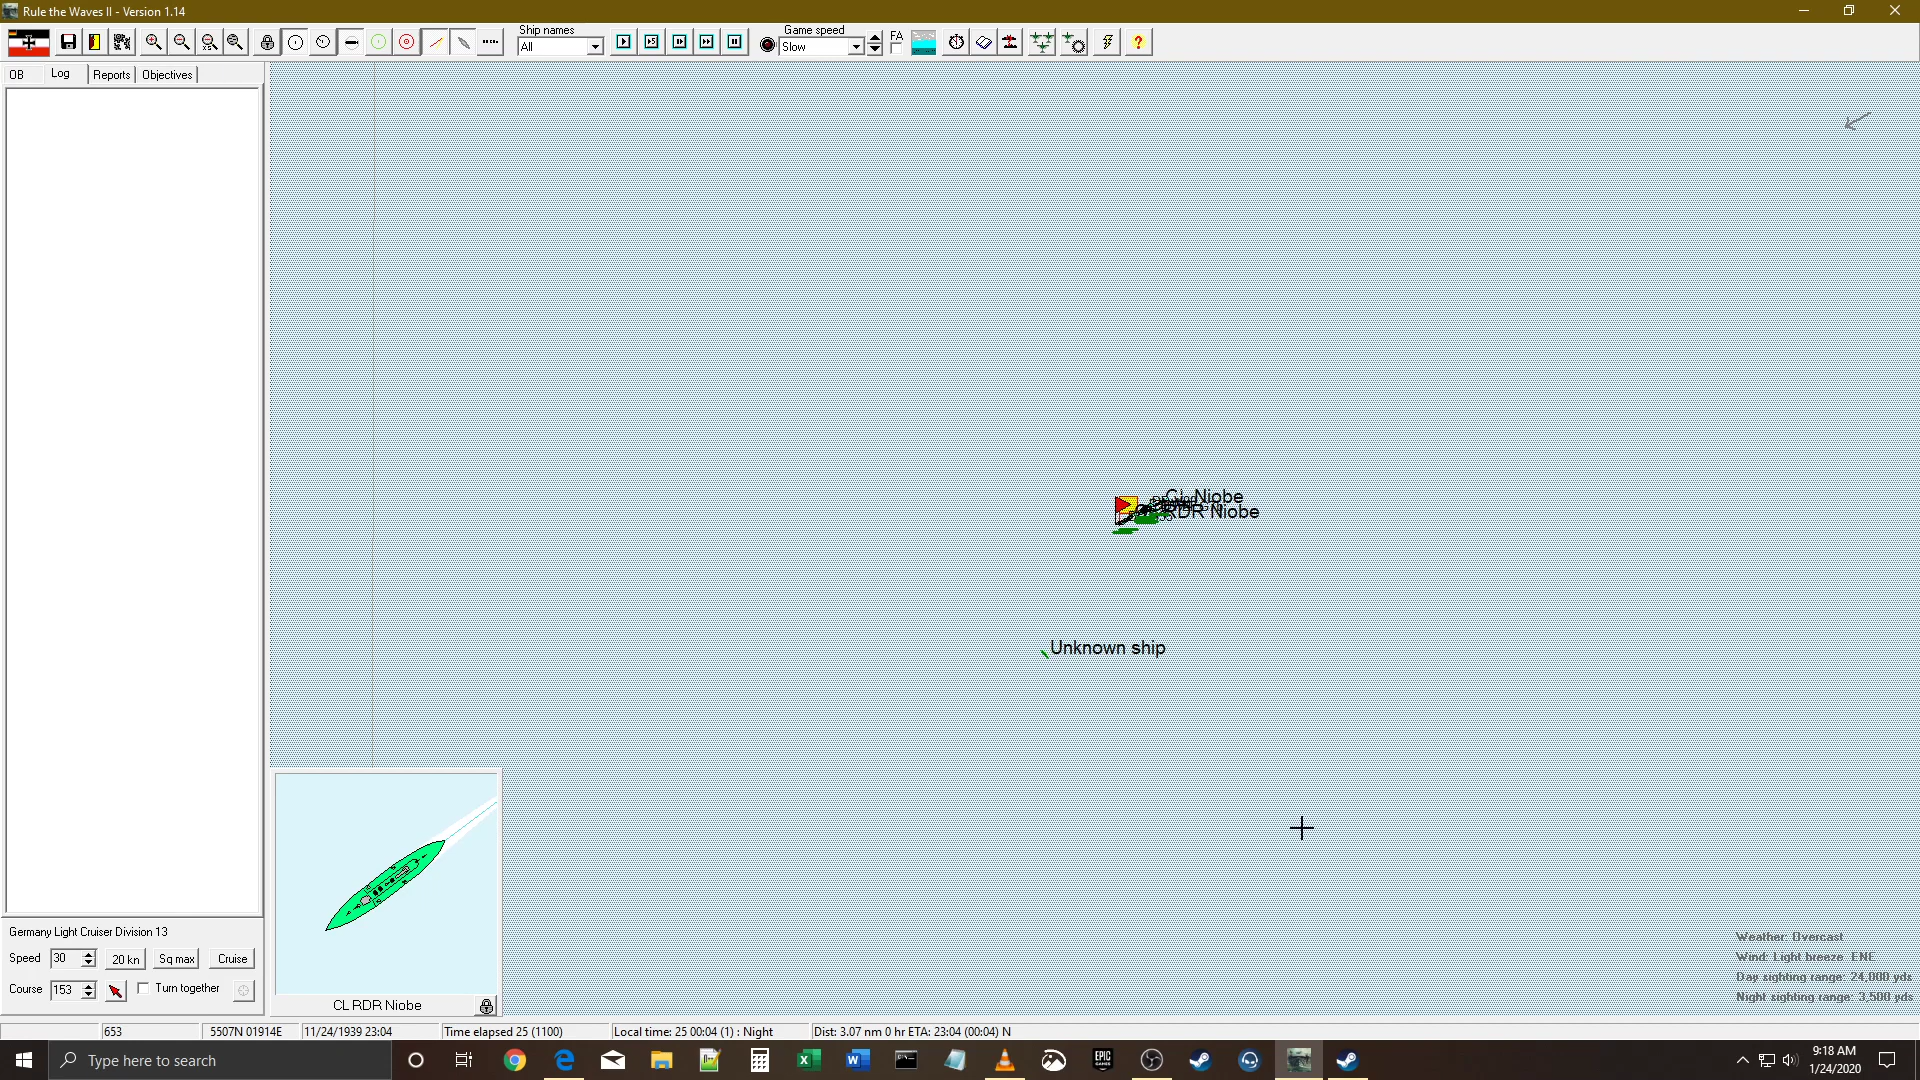 Rule the Waves II - Version 1.14
Ship names
All
Game speed
Slow
FA
OB
Log
Reports
Objectives
CL Niobe
RDR Niobe
Unknown ship
Germany Light Cruiser Division 13
Speed
30
20 kn
Sq max
Cruise
Course
153
Turn together
CL RDR Niobe
Weather: Overcast
Wind: Light breeze ENE
Day sighting range: 24,000 yds
Night sighting range: 3,500 yds
653
5507N 01914E
11/24/1939 23:04
Time elapsed 25 (1100)
Local time: 25 00:04 (1) : Night
Dist: 3.07 nm 0 hr ETA: 23:04 (00:04) N
Type here to search
EPIC
GAMES
9:18 AM
1/24/2020